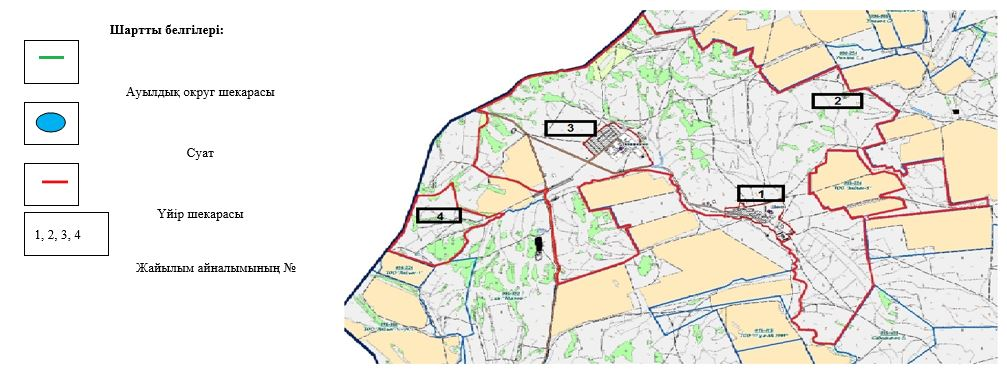 Шартты белгілері:
Ауылдық округ шекарасы
Суат
Үйір шекарасы
1, 2, 3, 4
Жайылым айналымының №
3
2
1
4